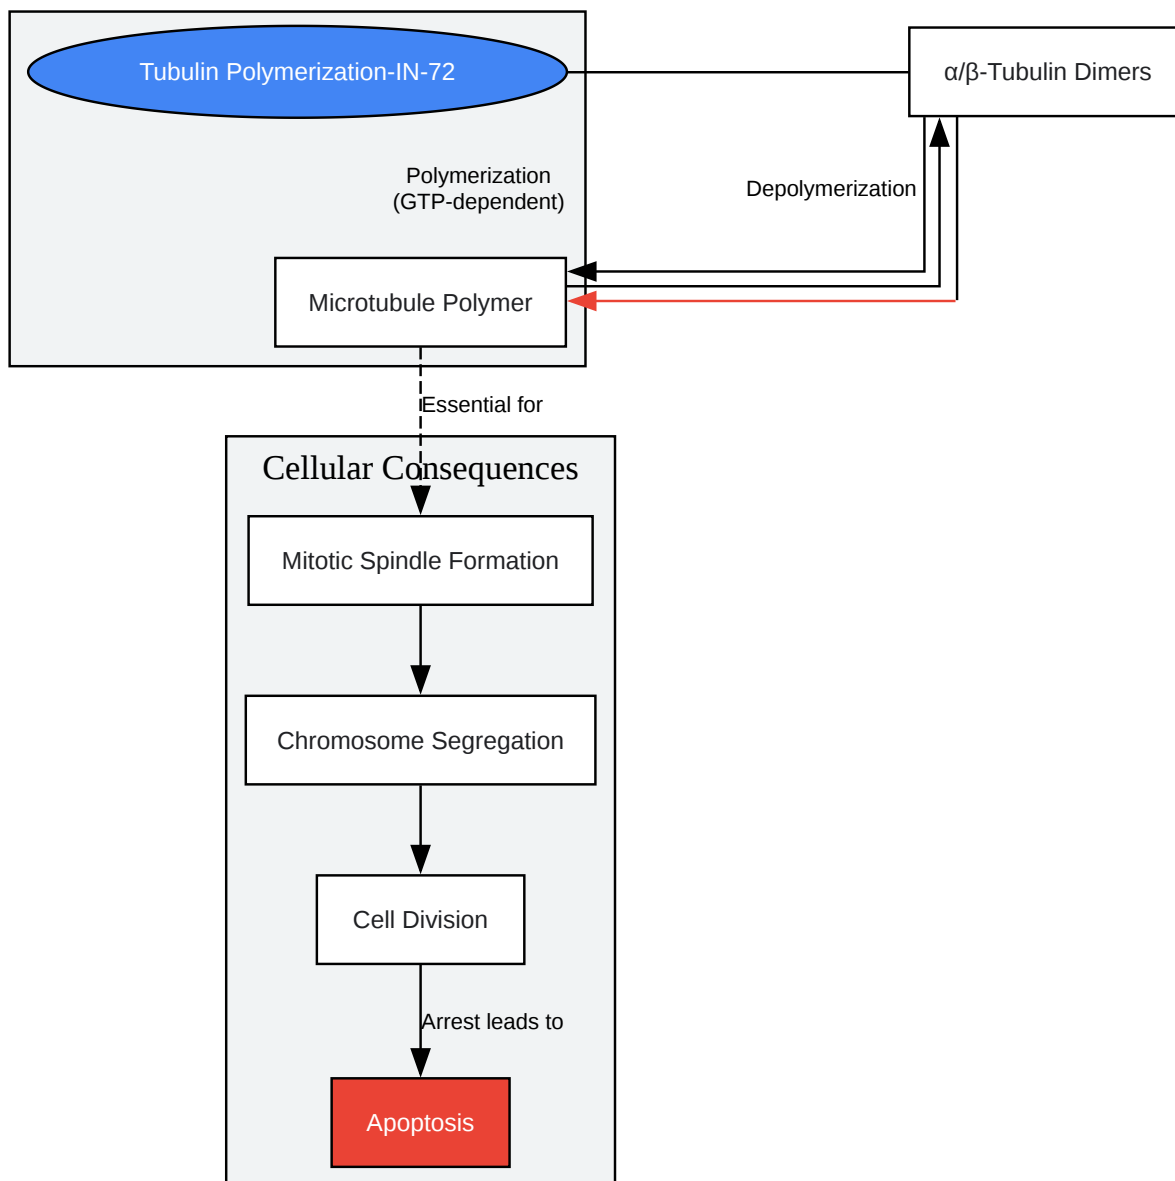 Tubulin Polymerization-IN-72
α/β-Tubulin Dimers
Polymerization
(GTP-dependent)
Depolymerization
Microtubule Polymer
Essential for
Cellular Consequences
Mitotic Spindle Formation
Chromosome Segregation
Cell Division
Arrest leads to
Apoptosis